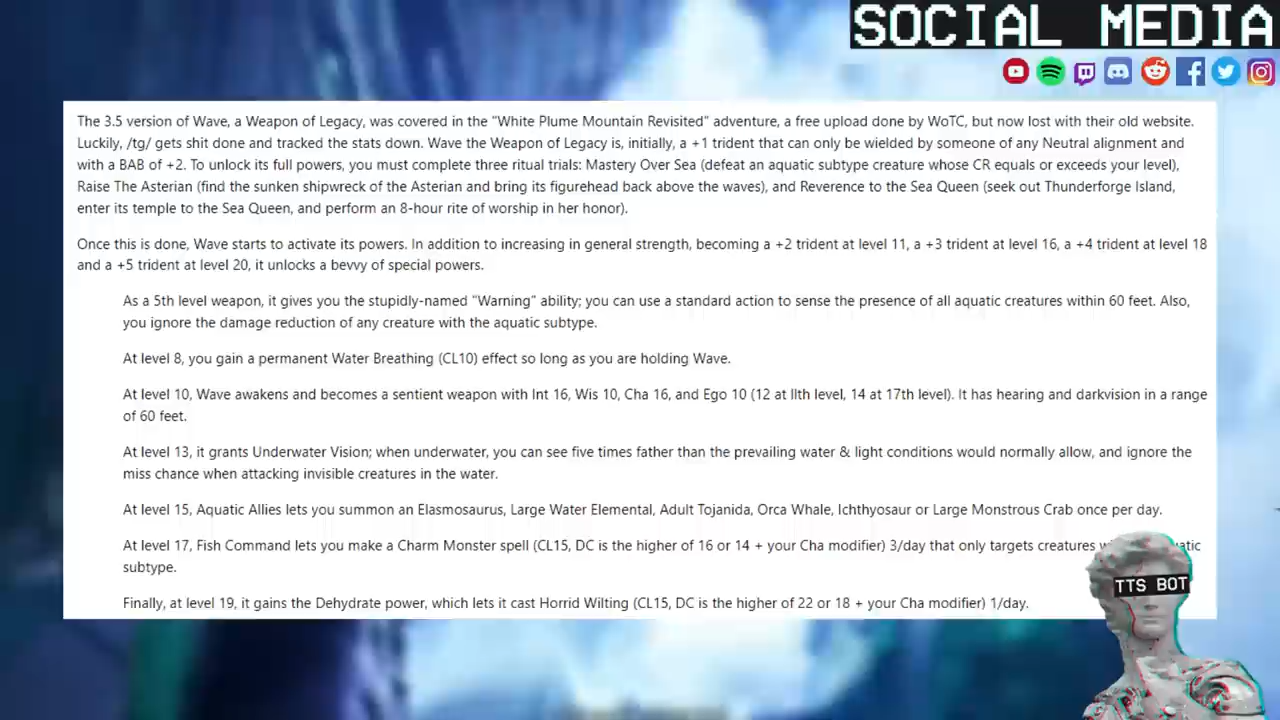 SOCIAL MEDIA
The 3.5 version of Wave, a Weapon of Legacy, was covered in the "White Plume Mountain Revisited" adventure, a free upload done by WoTC, but now lost with their old website.
Luckily, /tg/ gets shit done and tracked the stats down. Wave the Weapon of Legacy is, initially, a +1 trident that can only be wielded by someone of any Neutral alignment and
with a BAB of +2. To unlock its full powers, you must complete three ritual trials: Mastery Over Sea (defeat an aquatic subtype creature whose CR equals or exceeds your level),
Raise The Asterian (find the sunken shipwreck of the Asterian and bring its figurehead back above the waves), and Reverence to the Sea Queen (seek out Thunderforge Island,
enter its temple to the Sea Queen, and perform an 8-hour rite of worship in her honor).
Once this is done, Wave starts to activate its powers. In addition to increasing in general strength, becoming a +2 trident at level 11, a +3 trident at level 16, a +4 trident at level 18
and a +5 trident at level 20, it unlocks a bevvy of special powers.
As a 5th level weapon, it gives you the stupidly-named "Warning" ability; you can use a standard action to sense the presence of all aquatic creatures within 60 feet. Also,
you ignore the damage reduction of any creature with the aquatic subtype.
At level 8, you gain a permanent Water Breathing (CL10) effect so long as you are holding Wave.
At level 10, Wave awakens and becomes a sentient weapon with Int 16, Wis 10, Cha 16, and Ego 10 (12 at IIth level, 14 at 17th level). It has hearing and darkvision in a range
of 60 feet.
At level 13, it grants Underwater Vision; when underwater, you can see five times father than the prevailing water & light conditions would normally allow, and ignore the
miss chance when attacking invisible creatures in the water.
At level 15, Aquatic Allies lets you summon an Elasmosaurus, Large Water Elemental, Adult Tojanida, Orca Whale, Ichthyosaur or Large Monstrous Crab once per day.
At level 17, Fish Command lets you make a Charm Monster spell (CL15, DC is the higher of 16 or 14 + your Cha modifier) 3/day that only targets creatures
subtype.
Finally, at level 19, it gains the Dehydrate power, which lets it cast Horrid Wilting (CL15, DC is the higher of 22 or 18 + your Cha modifier) 1/day.
TTS BOT